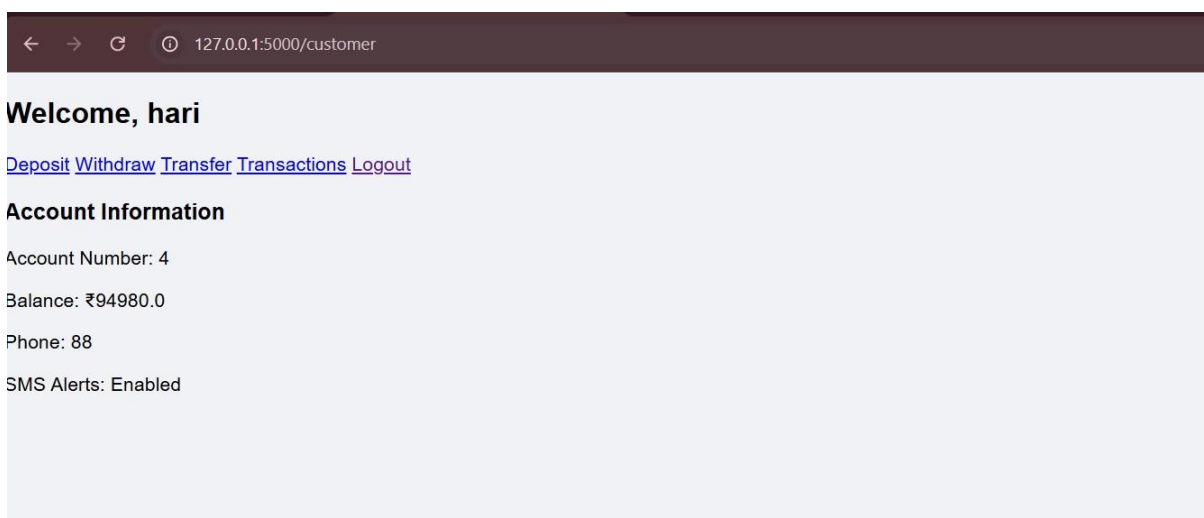 127.0.0.1:5000/customer
Welcome, hari
Deposit Withdraw Transfer Transactions Logout
Account Information
Account Number: 4
Balance: ₹94980.0
Phone: 88
SMS Alerts: Enabled